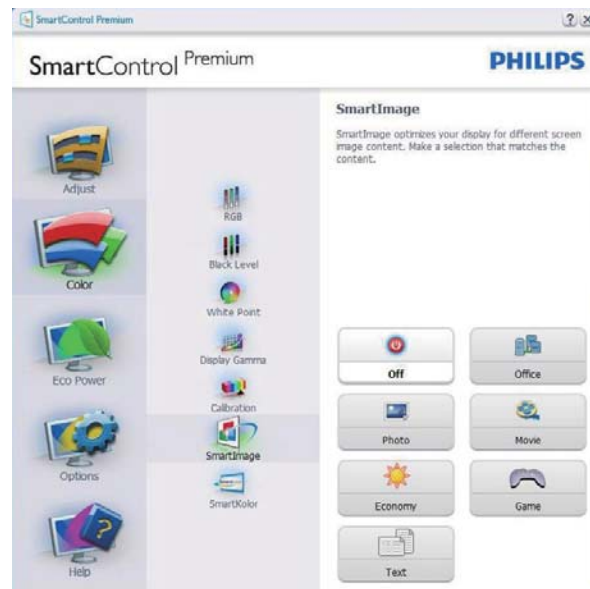 SmartControl Premium
? x
SmartControl Premium
PHILIPS
Adjust
Color
Eco Power
Options
Help
RGB
Black Level
White Point
Display Gamma
Calibration
SmartImage
SmartKolor
SmartImage
SmartImage optimizes your display for different screen
image content. Make a selection that matches the
content.
Off
Office
Photo
Movie
Economy
Game
Text